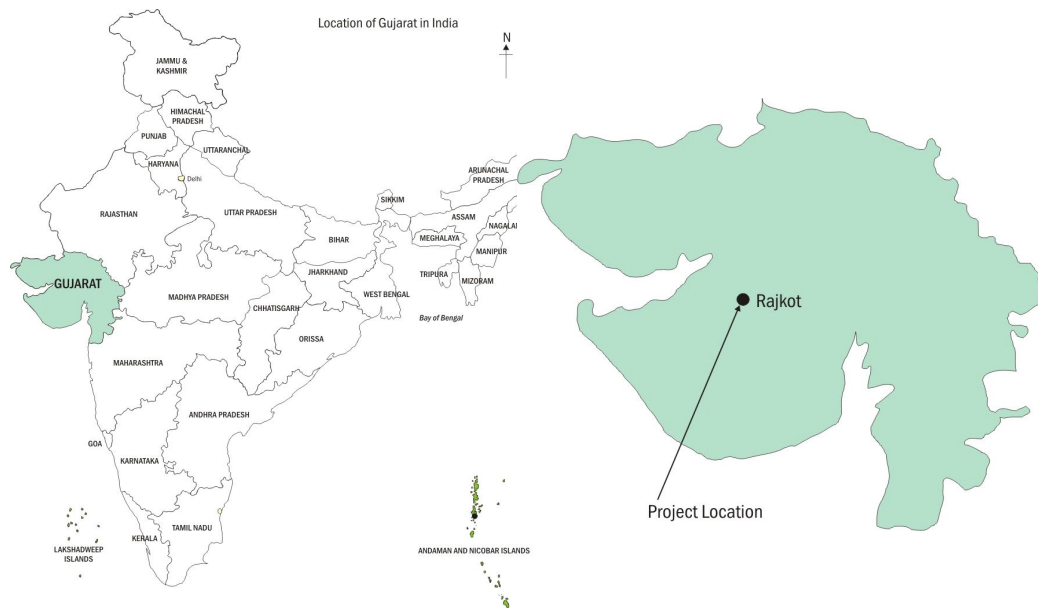 Location of Gujarat in India
N
JAMMU &
KASHMIR
HIMACHAL
PRADESH
PUNJAB
UTTARANCHAL
HARYANA
Delhi
ARUNACHAL
PRADESH
SIKKIM
RAJASTHAN
UTTAR PRADESH
ASSAM
NAGALAI
BIHAR
MEGHALAYA
MANIPUR
JHARKHAND
TRIPURA
MIZORAM
GUJARAT
MADHYA PRADESH
WEST BENGAL
CHHATISGARH
Bay of Bengal
ORISSA
MAHARASHTRA
ANDHRA PRADESH
GOA
KARNATAKA
TAMIL NADU
KERALA
LAKSHADWEEP
ISLANDS
ANDAMAN AND NICOBAR ISLANDS
Rajkot
Project Location